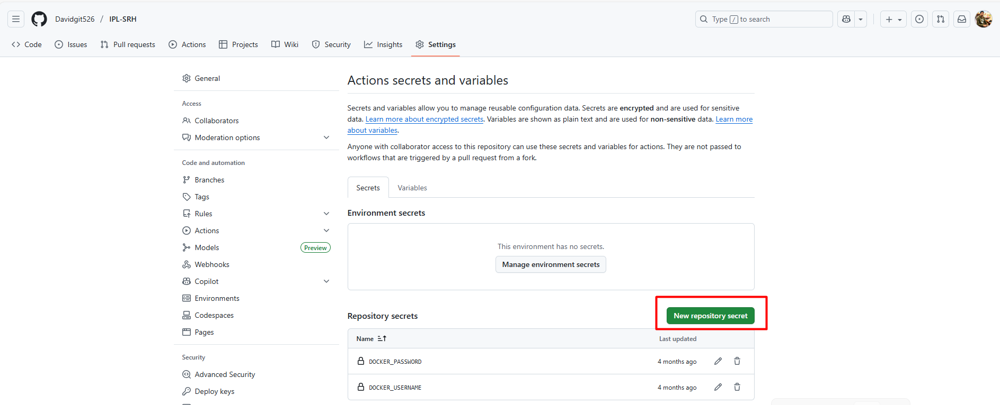 Davidgit526 / IPL-SRH
Type / to search
Code
Issues
Pull requests
Actions
Projects
Wiki
Security
Insights
Settings
General
Access
Collaborators
Moderation options
Code and automation
Branches
Tags
Rules
Actions
Models
Preview
Webhooks
Copilot
Environments
Codespaces
Pages
Security
Advanced Security
Deploy keys
Actions secrets and variables
Secrets and variables allow you to manage reusable configuration data. Secrets are encrypted and are used for sensitive
data. Learn more about encrypted secrets. Variables are shown as plain text and are used for non-sensitive data. Learn more
about variables.
Anyone with collaborator access to this repository can use these secrets and variables for actions. They are not passed to
workflows that are triggered by a pull request from a fork.
Secrets
Variables
Environment secrets
This environment has no secrets.
Manage environment secrets
Repository secrets
New repository secret
Name
Last updated
DOCKER_PASSWORD
4 months ago
DOCKER_USERNAME
4 months ago